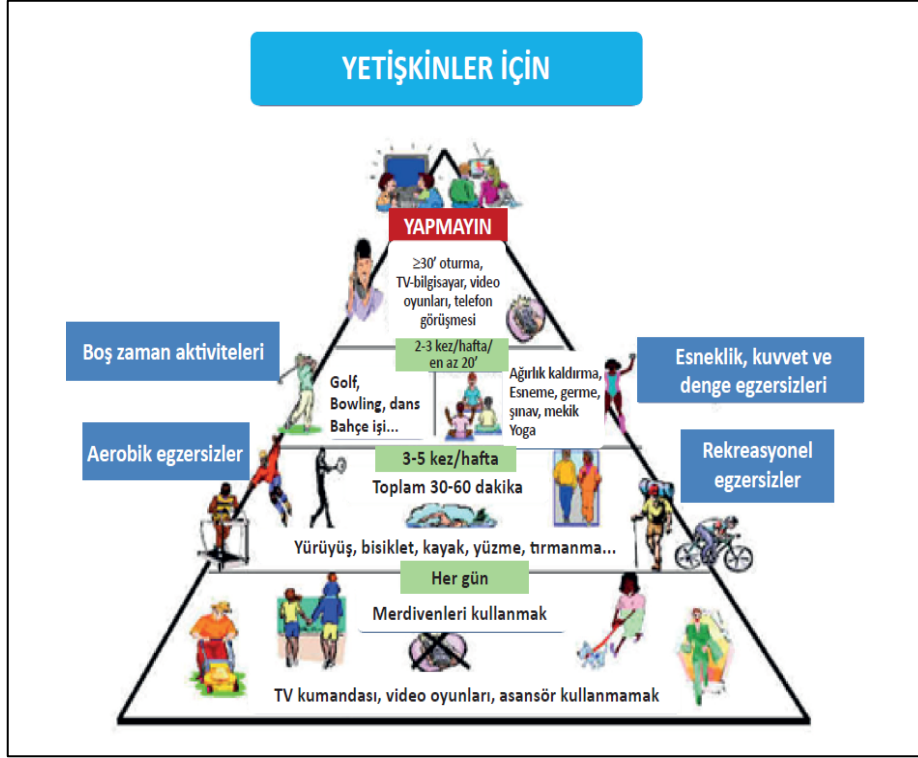 YETİŞKİNLER İÇİN
YAPMAYIN
≥30' oturma,
TV-bilgisayar, video
oyunları, telefon
görüşmesi
Boş zaman aktiviteleri
2-3 kez/hafta/
en az 20'
Esneklik, kuvvet ve
denge egzersizleri
Golf,
Bowling, dans
Bahçe işi...
Ağırlık kaldırma,
Esneme, germe,
şınav, mekik
Yoga
Aerobik egzersizler
3-5 kez/hafta
Toplam 30-60 dakika
Rekreasyonel
egzersizler
Yürüyüş, bisiklet, kayak, yüzme, tırmanma...
Her gün
Merdivenleri kullanmak
TV kumandası, video oyunları, asansör kullanmamak